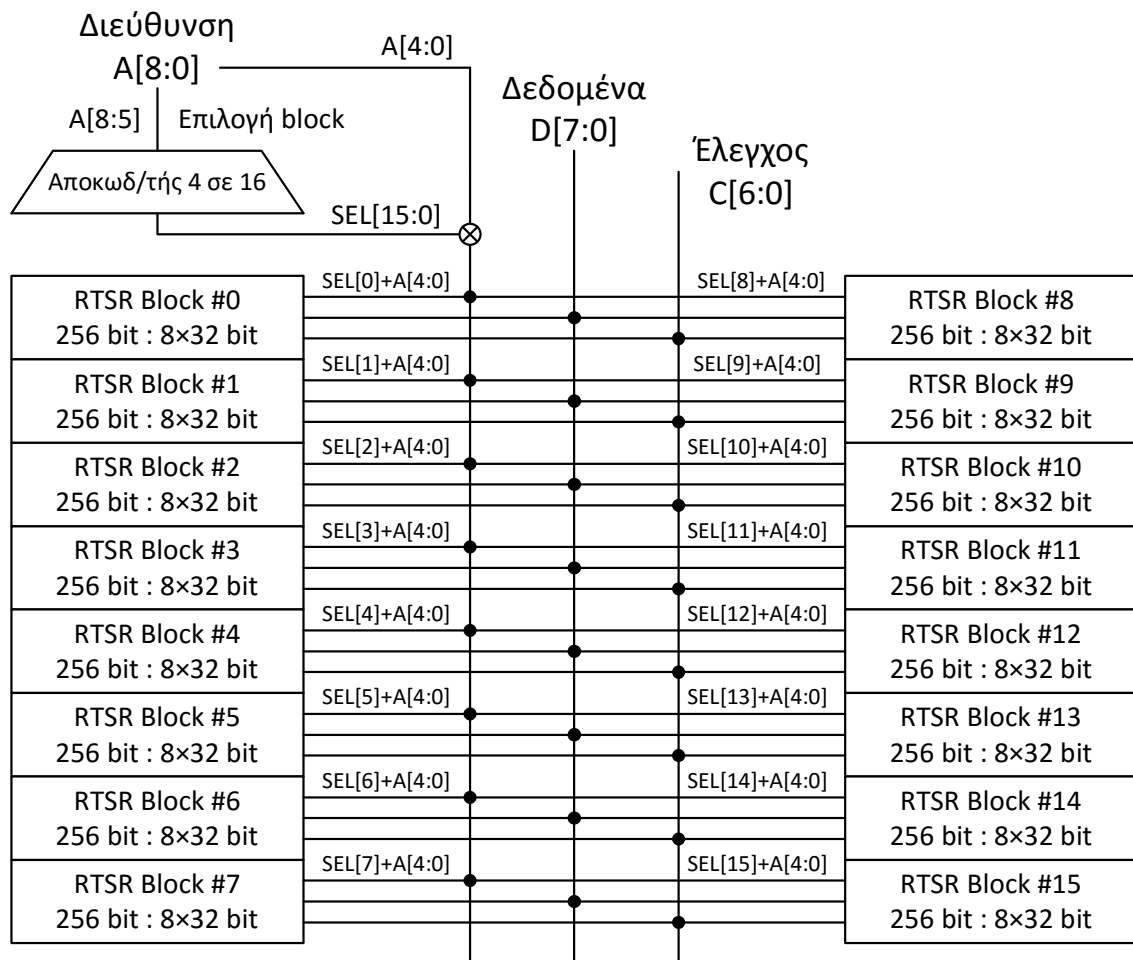 Διεύθυνση
A[8:0]
A[4:0]
A[8:5]
Επιλογή block
Αποκωδ/τής 4 σε 16
SEL[15:0]
Δεδομένα
D[7:0]
Έλεγχος
C[6:0]
RTSR Block #0
256 bit : 8×32 bit
SEL[0]+A[4:0]
SEL[8]+A[4:0]
RTSR Block #8
256 bit : 8×32 bit
RTSR Block #1
256 bit : 8×32 bit
SEL[1]+A[4:0]
SEL[9]+A[4:0]
RTSR Block #9
256 bit : 8×32 bit
RTSR Block #2
256 bit : 8×32 bit
SEL[2]+A[4:0]
SEL[10]+A[4:0]
RTSR Block #10
256 bit : 8×32 bit
RTSR Block #3
256 bit : 8×32 bit
SEL[3]+A[4:0]
SEL[11]+A[4:0]
RTSR Block #11
256 bit : 8×32 bit
RTSR Block #4
256 bit : 8×32 bit
SEL[4]+A[4:0]
SEL[12]+A[4:0]
RTSR Block #12
256 bit : 8×32 bit
RTSR Block #5
256 bit : 8×32 bit
SEL[5]+A[4:0]
SEL[13]+A[4:0]
RTSR Block #13
256 bit : 8×32 bit
RTSR Block #6
256 bit : 8×32 bit
SEL[6]+A[4:0]
SEL[14]+A[4:0]
RTSR Block #14
256 bit : 8×32 bit
RTSR Block #7
256 bit : 8×32 bit
SEL[7]+A[4:0]
SEL[15]+A[4:0]
RTSR Block #15
256 bit : 8×32 bit